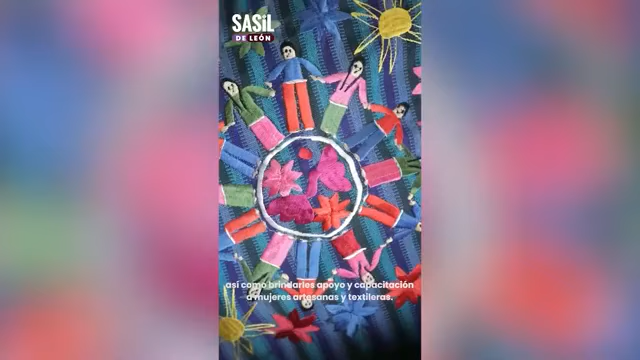 SASiL
DE LEÓN
así como brindarles apoyo y capacitación
a mujeres artesanas y textileras.